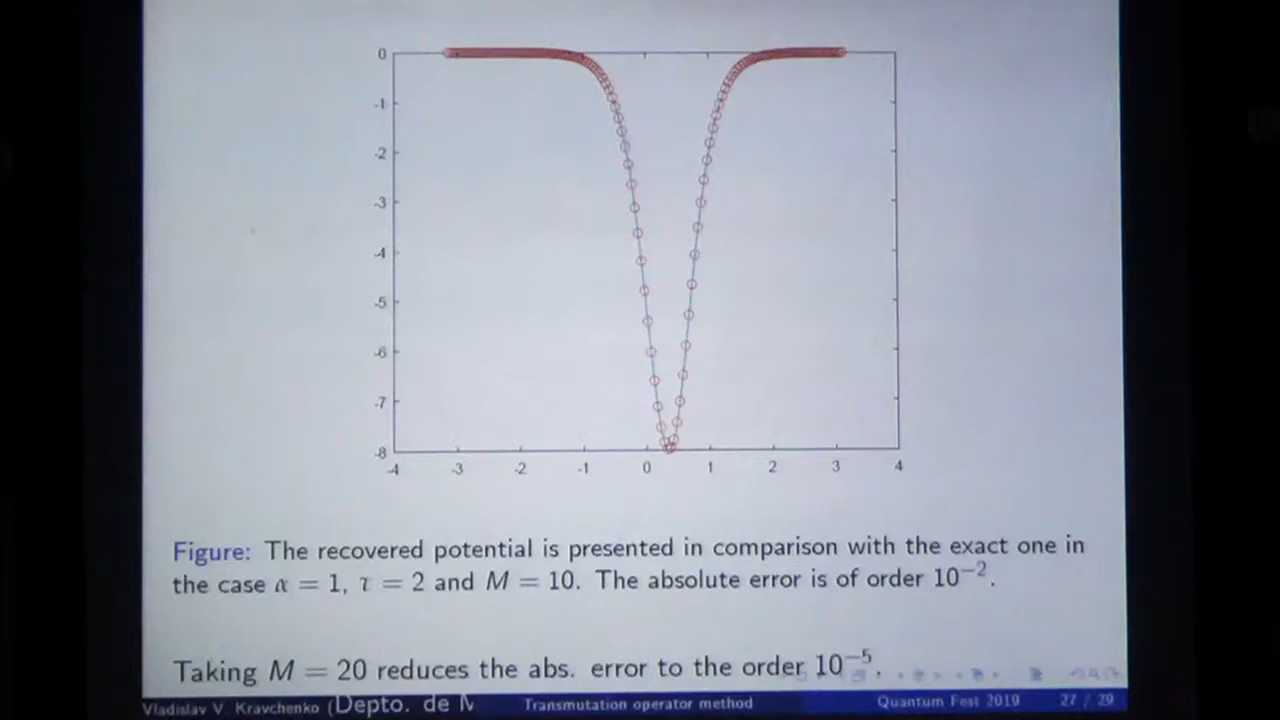 0
-1
-2
-3
-4
-5
-6
-7
-8
-4 -3 -2 -1 0 1 2 3 4
Figure: The recovered potential is presented in comparison with the exact one in
the case α = 1, τ = 2 and M = 10. The absolute error is of order 10⁻².
Taking M = 20 reduces the abs. error to the order 10⁻⁵.
Vladislav V. Kravchenko (Depto. de M Transmutation operator method Quantum Fest 2019 27 / 29